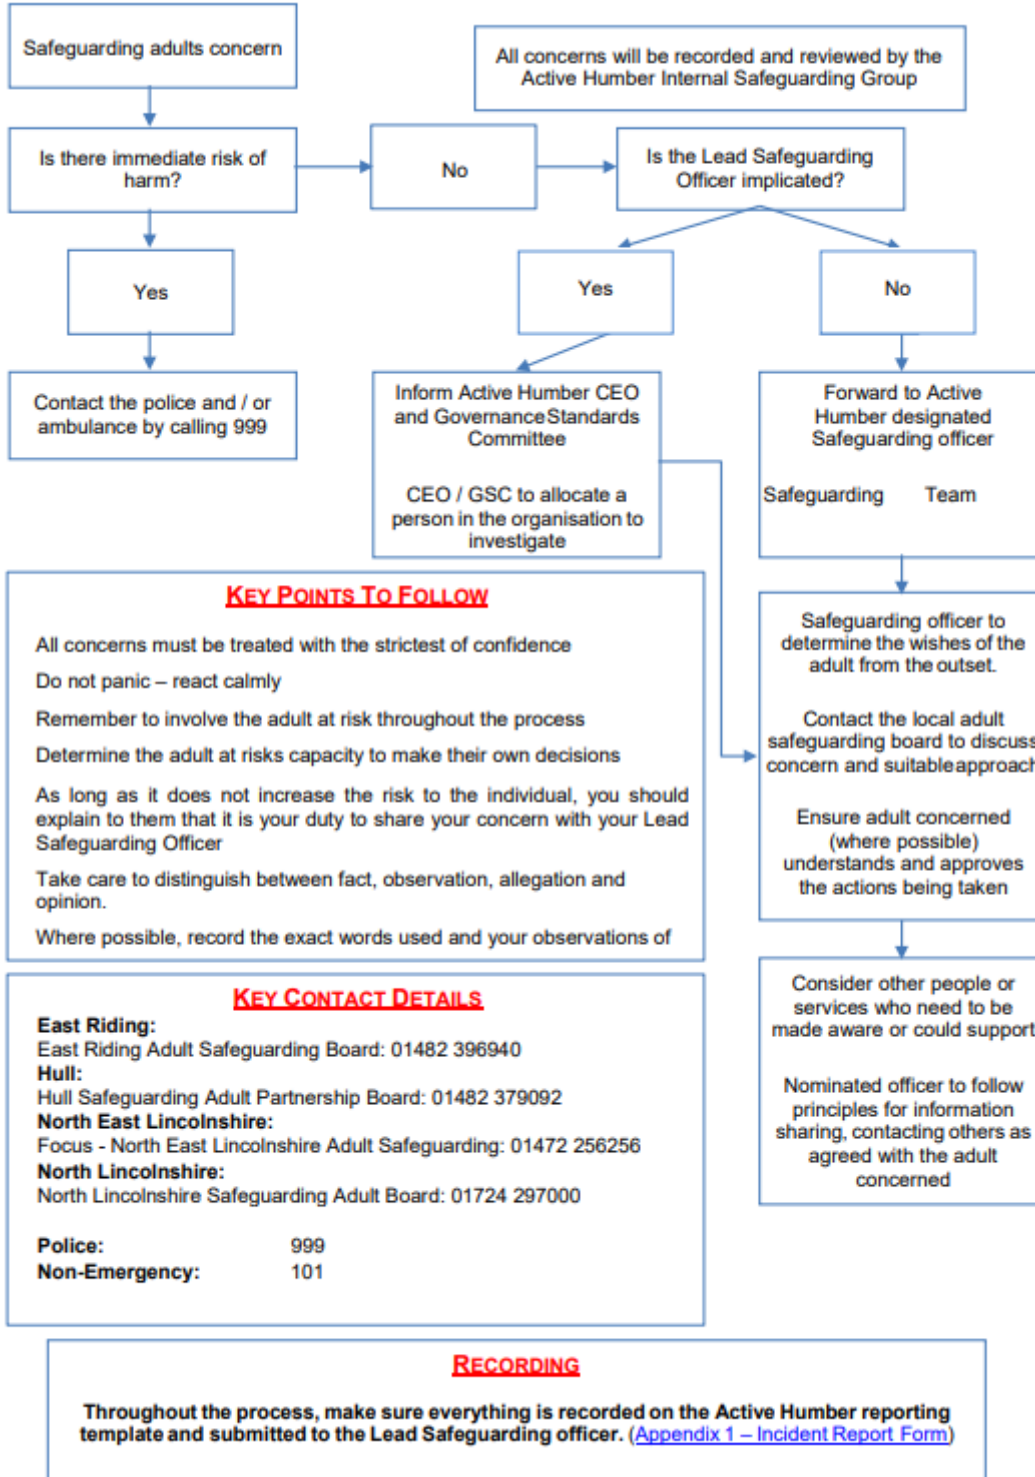 Safeguarding adults concern
All concerns will be recorded and reviewed by the
Active Humber Internal Safeguarding Group
Is there immediate risk of
harm?
No
Is the Lead Safeguarding
Officer implicated?
Yes
Yes
No
Contact the police and / or
ambulance by calling 999
Inform Active Humber CEO
and GovernanceStandards
Committee
CEO / GSC to allocate a
person in the organisation to
investigate
Forward to Active
Humber designated
Safeguarding officer
Safeguarding Team
Safeguarding officer to
determine the wishes of the
adult from the outset.
Contact the local adult
safeguarding board to discuss
concern and suitableapproach
Ensure adult concerned
(where possible)
understands and approves
the actions being taken
Consider other people or
services who need to be
made aware or could support
Nominated officer to follow
principles for information
sharing, contacting others as
agreed with the adult
concerned
KEY POINTS TO FOLLOW
All concerns must be treated with the strictest of confidence
Do not panic – react calmly
Remember to involve the adult at risk throughout the process
Determine the adult at risks capacity to make their own decisions
As long as it does not increase the risk to the individual, you should
explain to them that it is your duty to share your concern with your Lead
Safeguarding Officer
Take care to distinguish between fact, observation, allegation and
opinion.
Where possible, record the exact words used and your observations of
KEY CONTACT DETAILS
East Riding:
East Riding Adult Safeguarding Board: 01482 396940
Hull:
Hull Safeguarding Adult Partnership Board: 01482 379092
North East Lincolnshire:
Focus - North East Lincolnshire Adult Safeguarding: 01472 256256
North Lincolnshire:
North Lincolnshire Safeguarding Adult Board: 01724 297000
Police: 999
Non-Emergency: 101
RECORDING
Throughout the process, make sure everything is recorded on the Active Humber reporting
template and submitted to the Lead Safeguarding officer. (Appendix 1 – Incident Report Form)